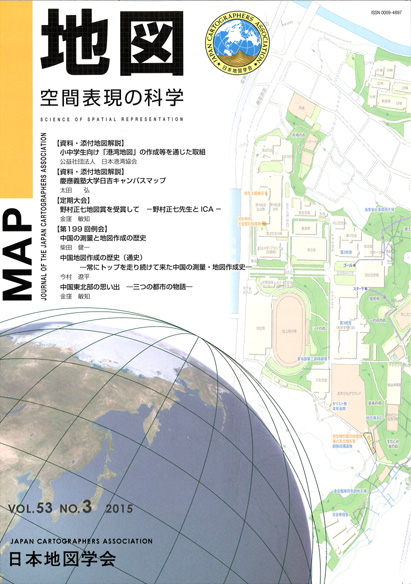 ISSN 0009-4897
地図
空間表現の科学
SCIENCE OF SPATIAL REPRESENTATION
JAPAN CARTOGRAPHERS ASSOCIATION
日本地図学会
MAP
JOURNAL OF THE JAPAN CARTOGRAPHERS ASSOCIATION
【資料・添付地図解説】
小中学生向け「港湾地図」の作成等を通じた取組
公益社団法人　日本港湾協会
【資料・添付地図解説】
慶應義塾大学日吉キャンパスマップ
太田　弘
【定期大会】
野村正七地図賞を受賞して　－野村正七先生とICA－
金窪　敏知
【第199回例会】
中国の測量と地図作成の歴史
柴田　健一
中国地図作成の歴史（通史）
―常にトップを走り続けて来た中国の測量・地図作成史―
今村　遼平
中国東北部の思い出　―三つの都市の物語―
金窪　敏知
VOL.53 NO.3 2015
JAPAN CARTOGRAPHERS ASSOCIATION
日本地図学会